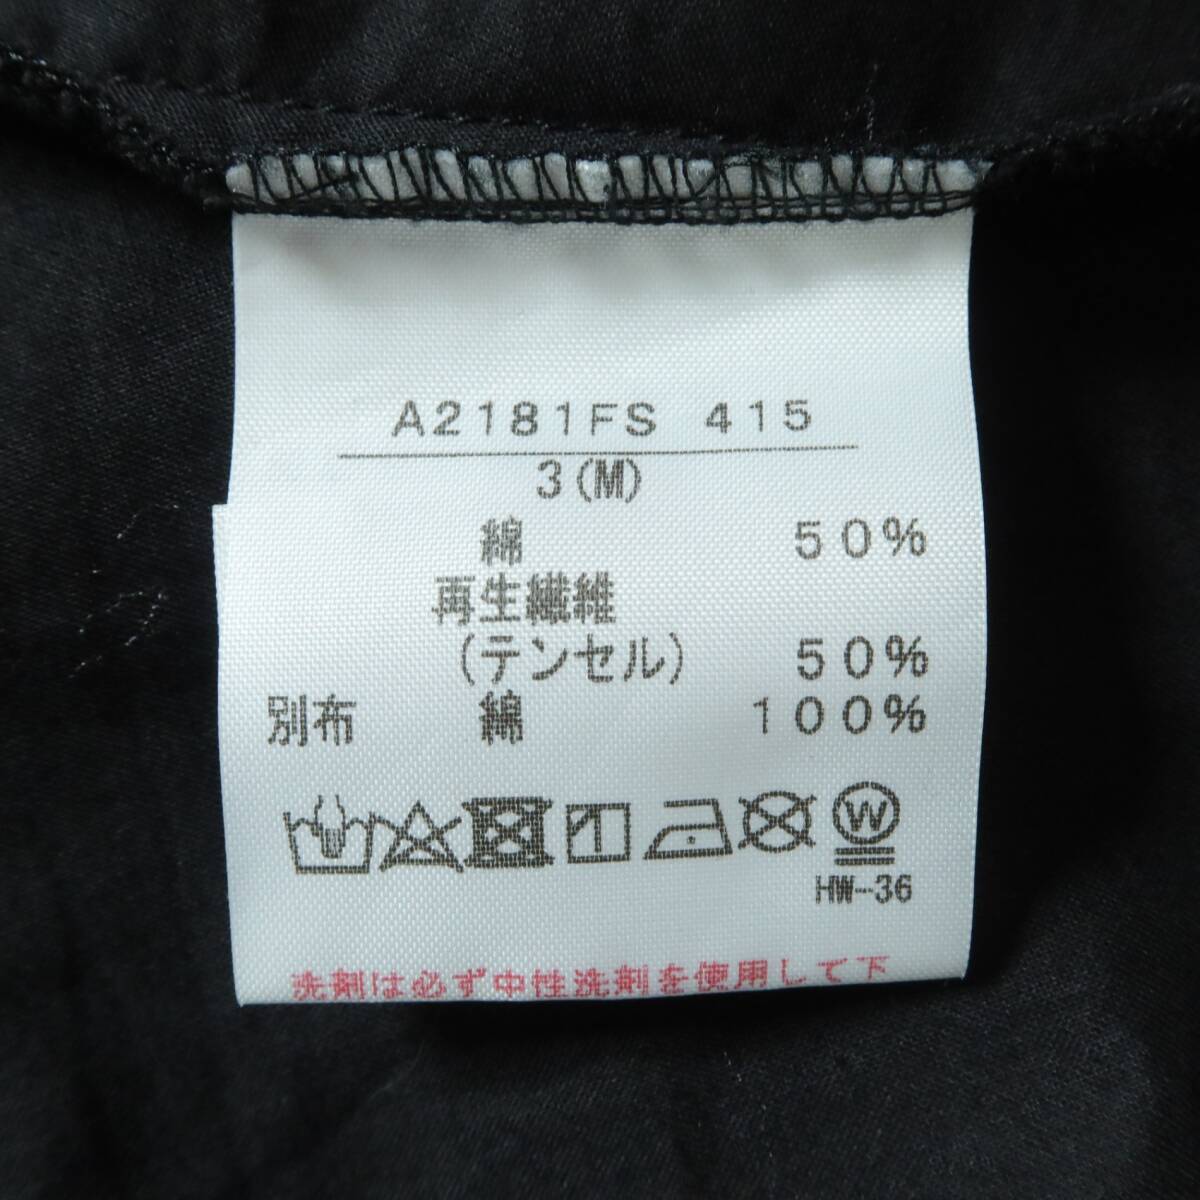 A2181FS 415
3(M)
綿 50%
再生繊維
(テンセル) 50%
別布 綿 100%
W
HW-36
洗剤は必ず中性洗剤を使用して下